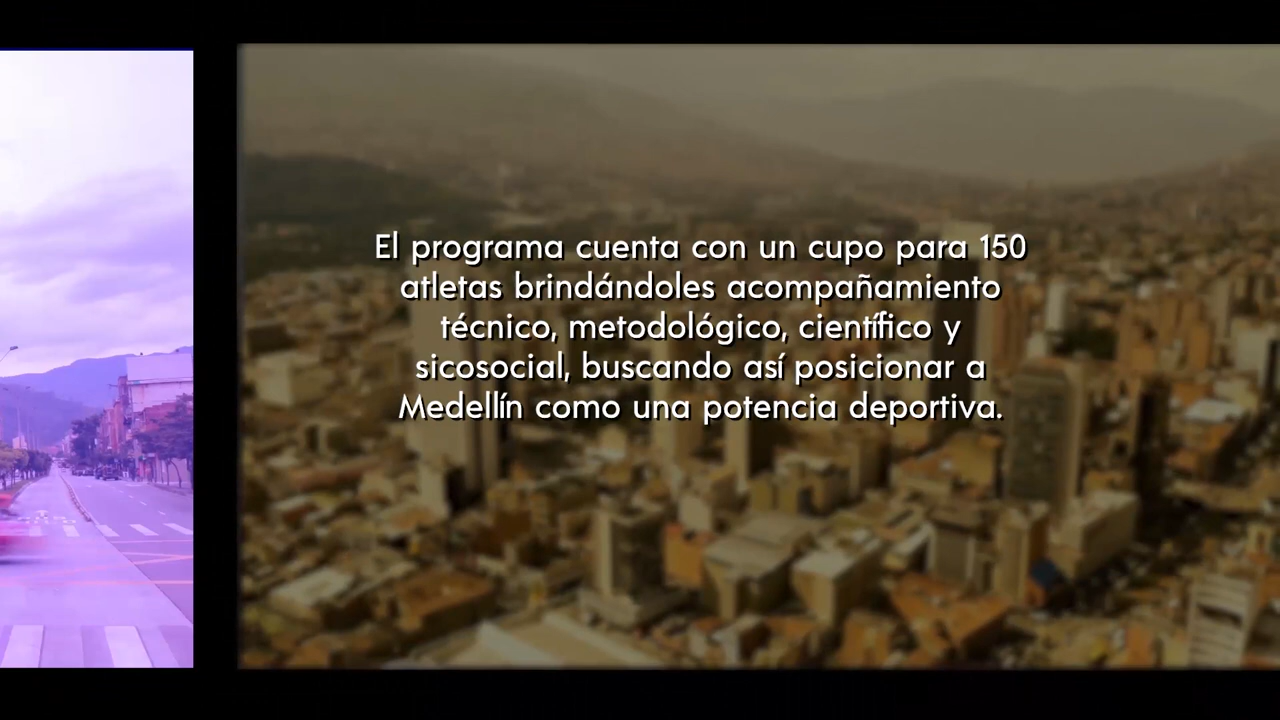 El programa cuenta con un cupo para 150
atletas brindándoles acompañamiento
técnico, metodológico, científico y
sicosocial, buscando así posicionar a
Medellín como una potencia deportiva.